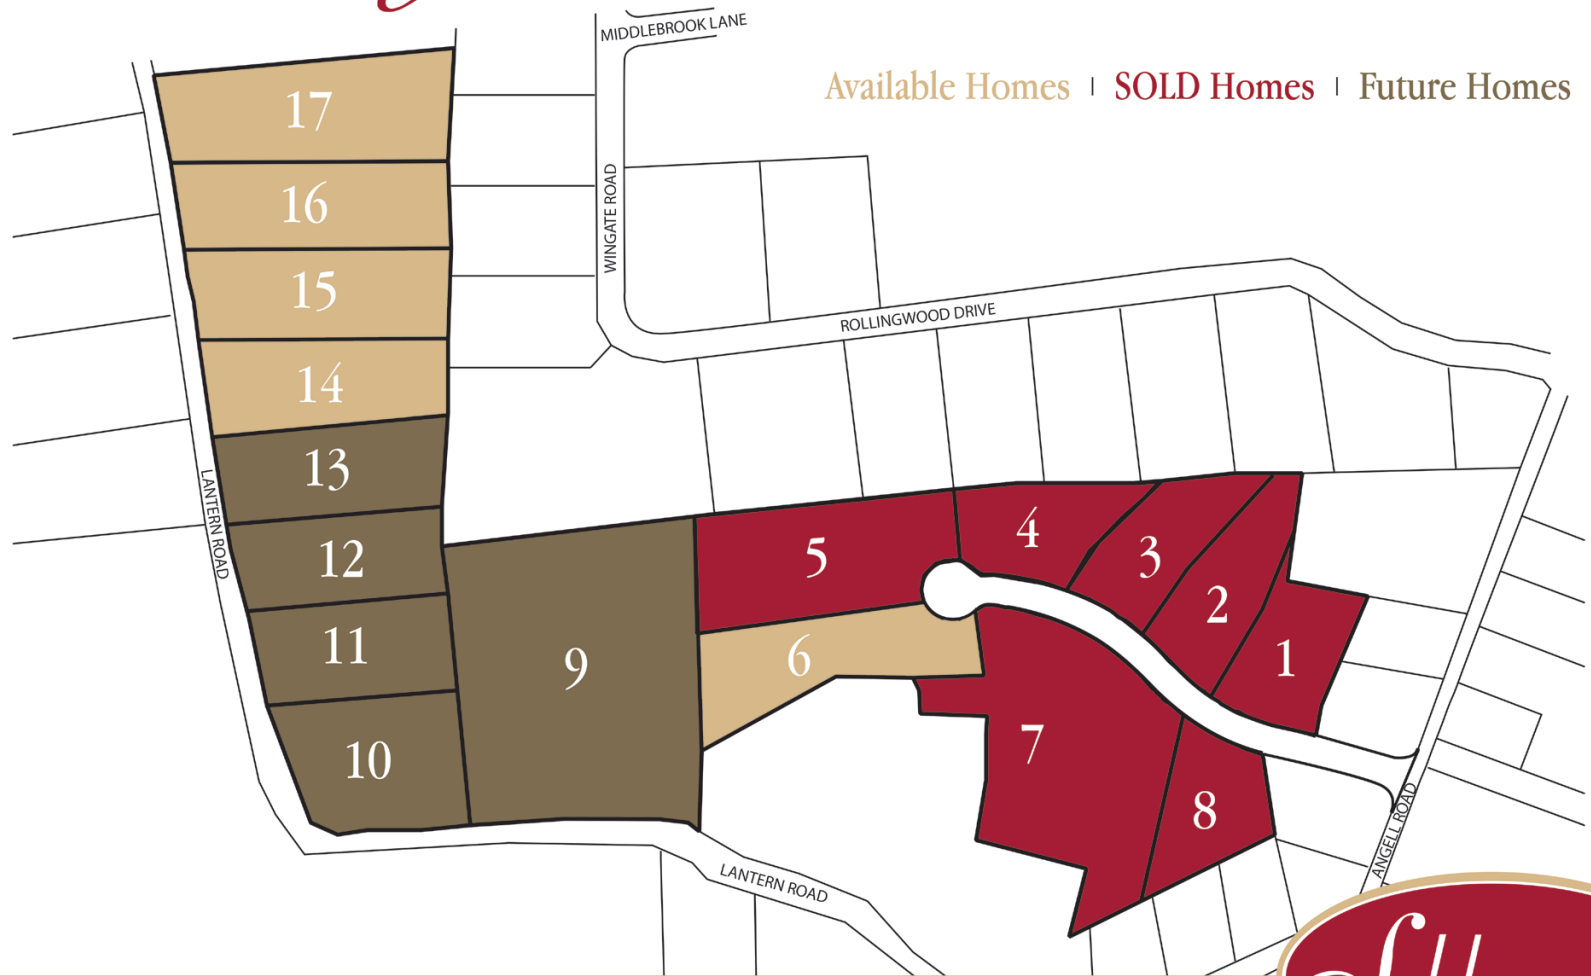 MIDDLEBROOK LANE
Available Homes | SOLD Homes | Future Homes
17
16
WINGATE ROAD
15
ROLLINGWOOD DRIVE
14
13
LANTERN ROAD
12
11
10
9
5
4
3
2
1
6
7
8
ANGELL ROAD
LANTERN ROAD